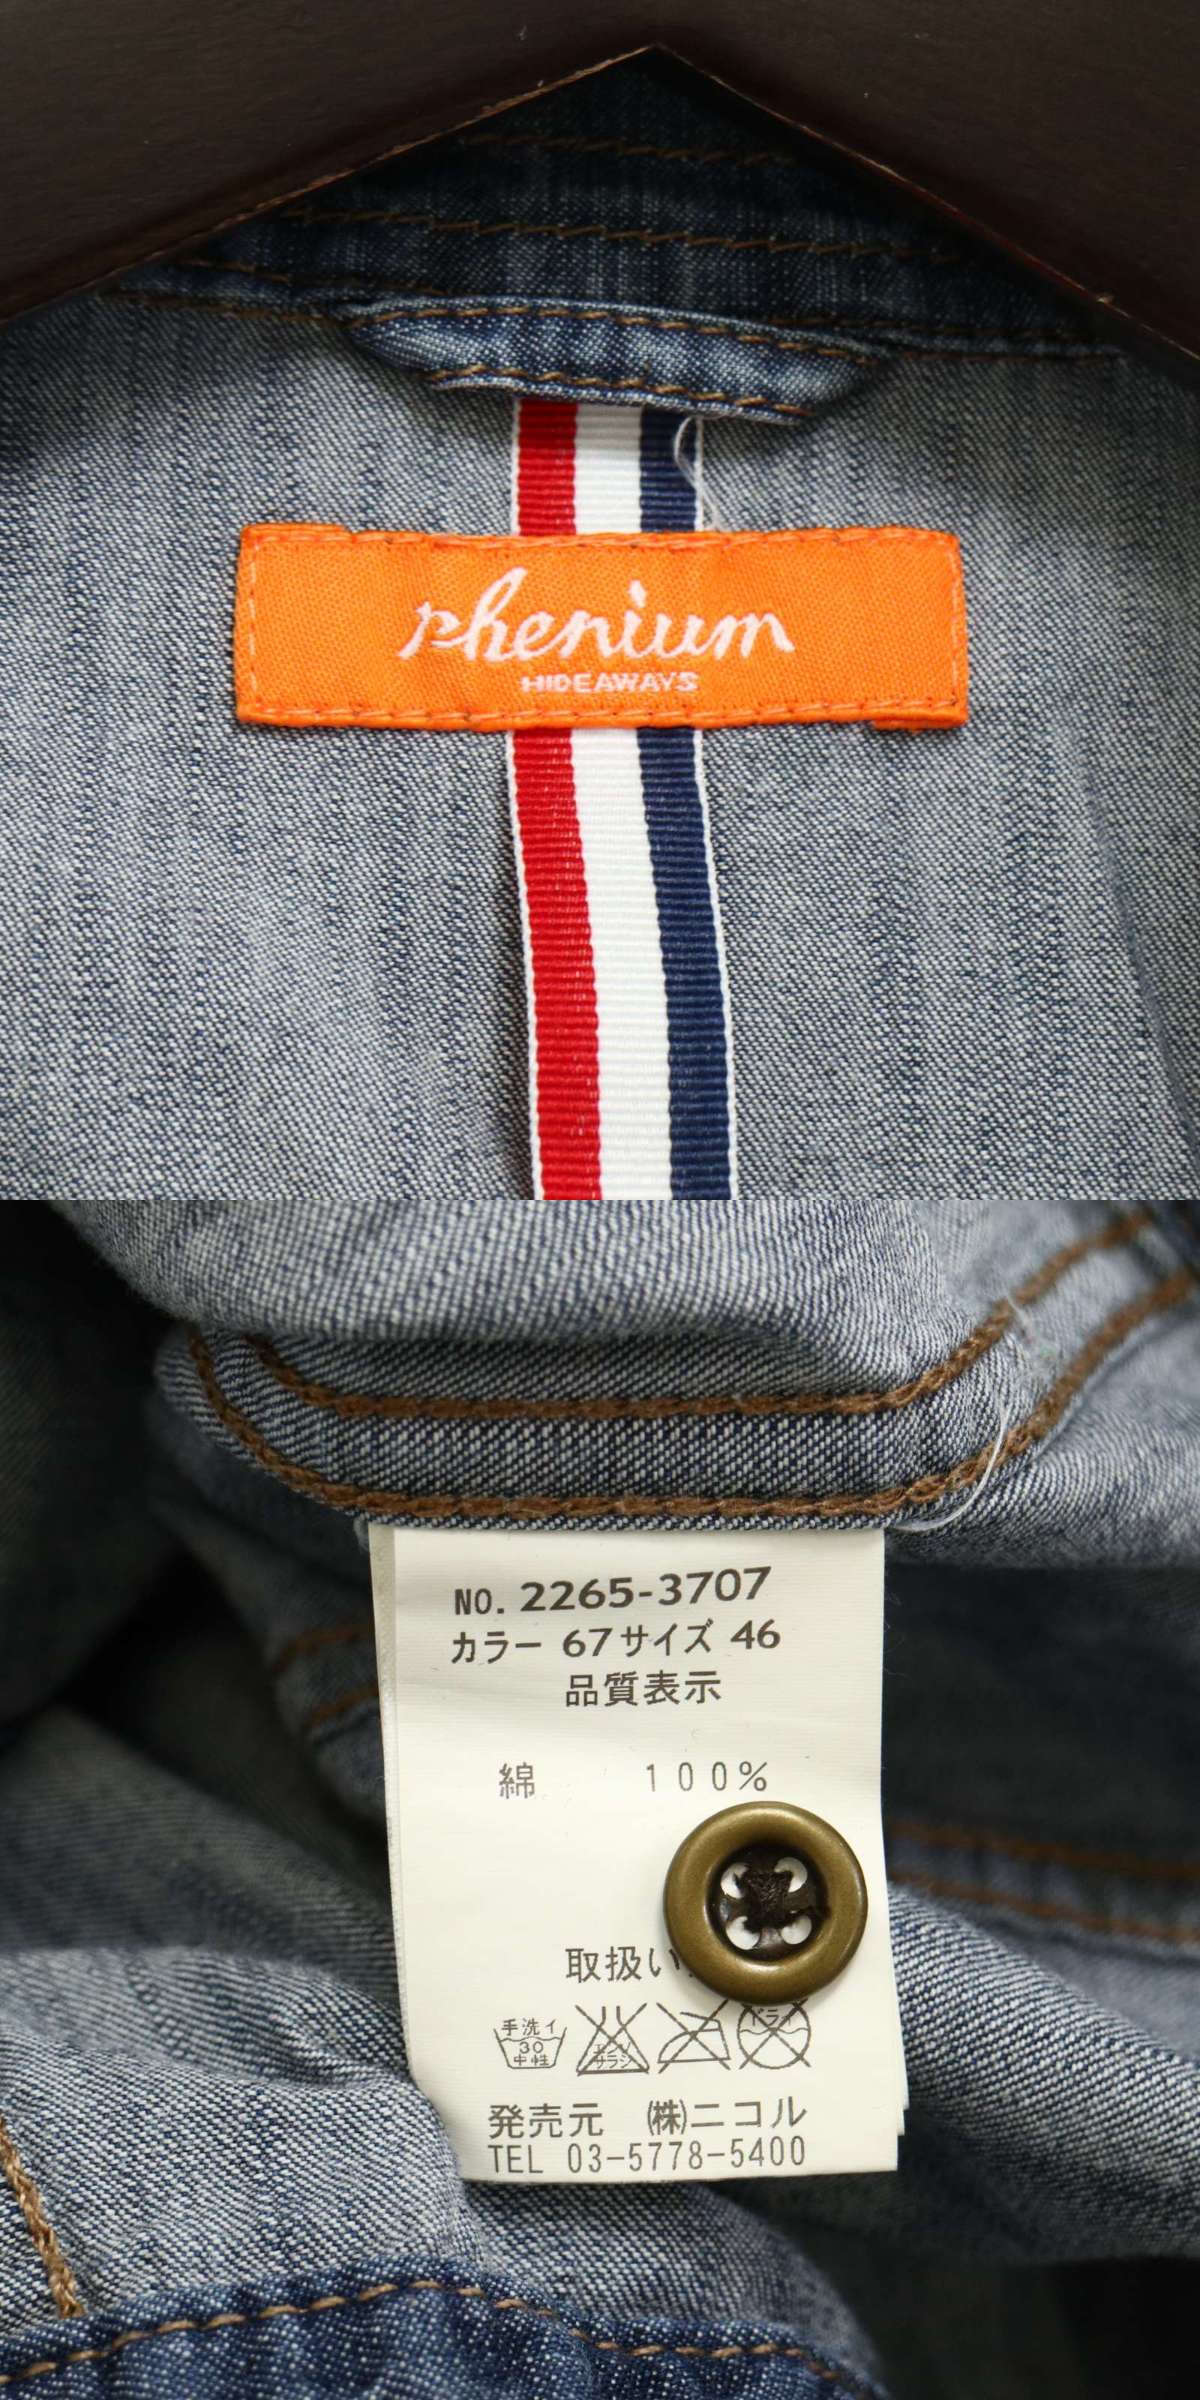 phenium
HIDEAWAYS
NO. 2265-3707
カラー 67サイズ 46
品質表示
綿 100%
取扱い
手洗イ
30
中性
エンソ
サラシ
ドライ
発売元 ㈱ニコル
TEL 03-5778-5400